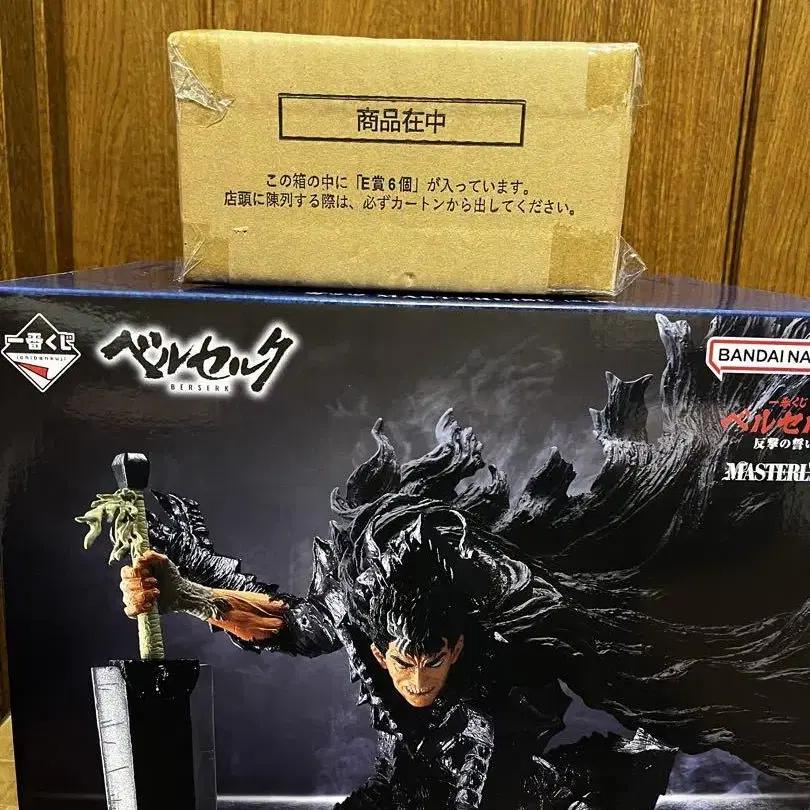 商品在中
この箱の中に「E賞6個」が入っています。
店頭に陳列する際は、必ずカートンから出してください。
一番くじ
ichibankuji
ベルセルク
BERSERK
BANDAI NA
一番くじ
ベルセル
反撃の誓い
MASTERL